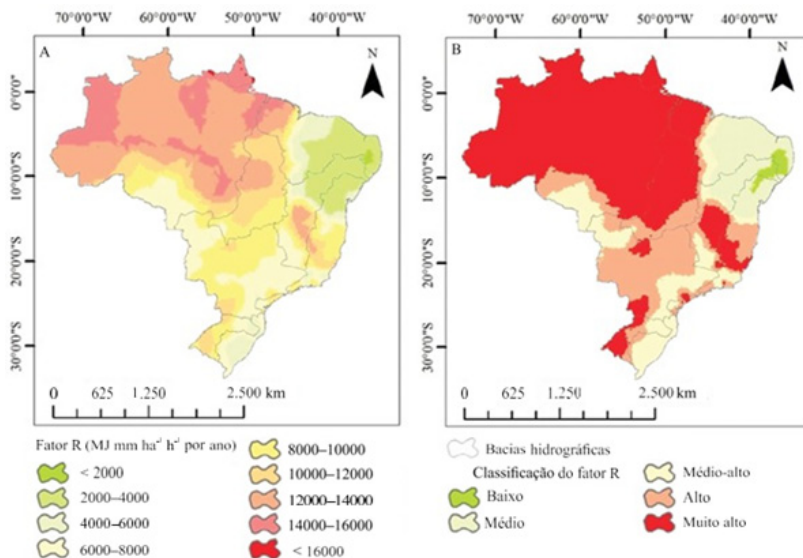 70°0'0"W 60°0'0"W 50°0'0"W 40°0'0"W
A
N
0°0'0"
10°0'0"S
20°0'0"S
30°0'0"S
0 625 1.250 2.500 km
Fator R (MJ mm ha⁻¹ h⁻¹ por ano)
< 2000
2000–4000
4000–6000
6000–8000
8000–10000
10000–12000
12000–14000
14000–16000
< 16000
70°0'0"W 60°0'0"W 50°0'0"W 40°0'0"W
B
N
0°0'0"
10°0'0"S
20°0'0"S
30°0'0"S
0 625 1.250 2.500 km
Bacias hidrográficas
Classificação do fator R
Baixo
Médio
Médio-alto
Alto
Muito alto